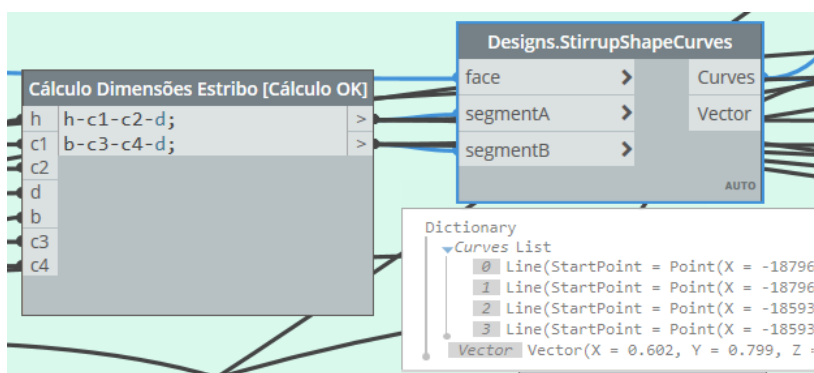 Designs.StirrupShapeCurves
face > Curves
segmentA > Vector
segmentB >
AUTO
Cálculo Dimensões Estribo [Cálculo OK]
h h-c1-c2-d; >
c1 b-c3-c4-d; >
c2
d
b
c3
c4
Dictionary
Curves List
0 Line(StartPoint = Point(X = -18796
1 Line(StartPoint = Point(X = -18796
2 Line(StartPoint = Point(X = -18593
3 Line(StartPoint = Point(X = -18593
Vector Vector(X = 0.602, Y = 0.799, Z =